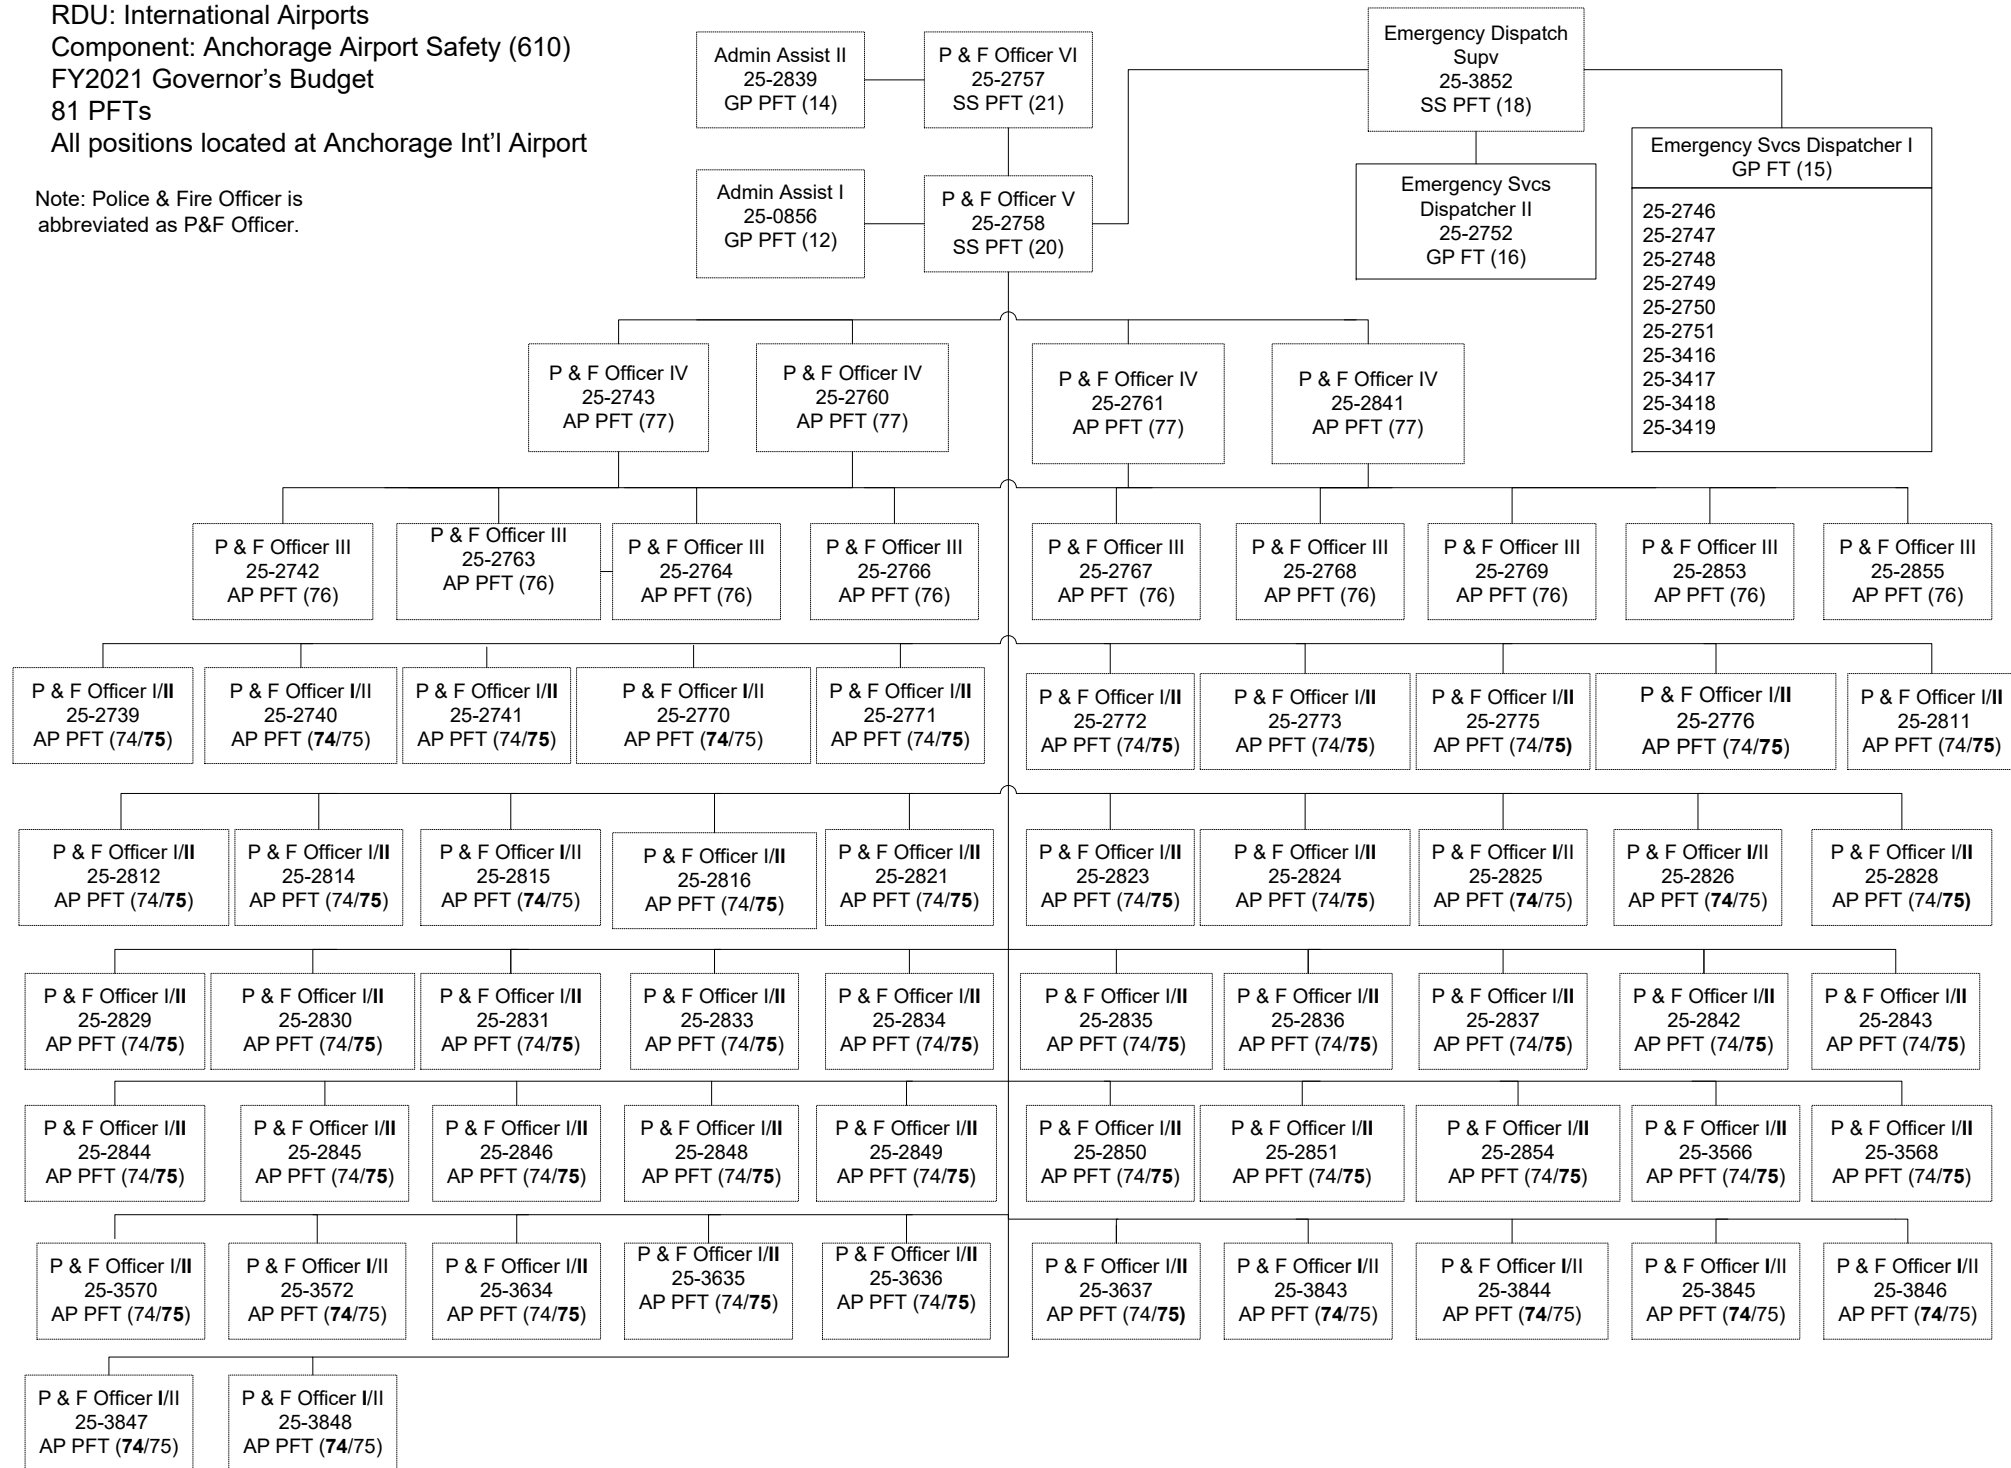 RDU: International Airports
Component: Anchorage Airport Safety (610)
FY2021 Governor's Budget
81 PFTs
All positions located at Anchorage Int'l Airport
Note: Police & Fire Officer is
abbreviated as P&F Officer.
Admin Assist II
25-2839
GP PFT (14)
P & F Officer VI
25-2757
SS PFT (21)
Emergency Dispatch
Supv
25-3852
SS PFT (18)
Admin Assist I
25-0856
GP PFT (12)
P & F Officer V
25-2758
SS PFT (20)
Emergency Svcs
Dispatcher II
25-2752
GP FT (16)
Emergency Svcs Dispatcher I
GP FT (15)
25-2746
25-2747
25-2748
25-2749
25-2750
25-2751
25-3416
25-3417
25-3418
25-3419
P & F Officer IV
25-2743
AP PFT (77)
P & F Officer IV
25-2760
AP PFT (77)
P & F Officer IV
25-2761
AP PFT (77)
P & F Officer IV
25-2841
AP PFT (77)
P & F Officer III
25-2742
AP PFT (76)
P & F Officer III
25-2763
AP PFT (76)
P & F Officer III
25-2764
AP PFT (76)
P & F Officer III
25-2766
AP PFT (76)
P & F Officer III
25-2767
AP PFT (76)
P & F Officer III
25-2768
AP PFT (76)
P & F Officer III
25-2769
AP PFT (76)
P & F Officer III
25-2853
AP PFT (76)
P & F Officer III
25-2855
AP PFT (76)
P & F Officer I/II
25-2739
AP PFT (74/75)
P & F Officer I/II
25-2740
AP PFT (74/75)
P & F Officer I/II
25-2741
AP PFT (74/75)
P & F Officer I/II
25-2770
AP PFT (74/75)
P & F Officer I/II
25-2771
AP PFT (74/75)
P & F Officer I/II
25-2772
AP PFT (74/75)
P & F Officer I/II
25-2773
AP PFT (74/75)
P & F Officer I/II
25-2775
AP PFT (74/75)
P & F Officer I/II
25-2776
AP PFT (74/75)
P & F Officer I/II
25-2811
AP PFT (74/75)
P & F Officer I/II
25-2812
AP PFT (74/75)
P & F Officer I/II
25-2814
AP PFT (74/75)
P & F Officer I/II
25-2815
AP PFT (74/75)
P & F Officer I/II
25-2816
AP PFT (74/75)
P & F Officer I/II
25-2821
AP PFT (74/75)
P & F Officer I/II
25-2823
AP PFT (74/75)
P & F Officer I/II
25-2824
AP PFT (74/75)
P & F Officer I/II
25-2825
AP PFT (74/75)
P & F Officer I/II
25-2826
AP PFT (74/75)
P & F Officer I/II
25-2828
AP PFT (74/75)
P & F Officer I/II
25-2829
AP PFT (74/75)
P & F Officer I/II
25-2830
AP PFT (74/75)
P & F Officer I/II
25-2831
AP PFT (74/75)
P & F Officer I/II
25-2833
AP PFT (74/75)
P & F Officer I/II
25-2834
AP PFT (74/75)
P & F Officer I/II
25-2835
AP PFT (74/75)
P & F Officer I/II
25-2836
AP PFT (74/75)
P & F Officer I/II
25-2837
AP PFT (74/75)
P & F Officer I/II
25-2842
AP PFT (74/75)
P & F Officer I/II
25-2843
AP PFT (74/75)
P & F Officer I/II
25-2844
AP PFT (74/75)
P & F Officer I/II
25-2845
AP PFT (74/75)
P & F Officer I/II
25-2846
AP PFT (74/75)
P & F Officer I/II
25-2848
AP PFT (74/75)
P & F Officer I/II
25-2849
AP PFT (74/75)
P & F Officer I/II
25-2850
AP PFT (74/75)
P & F Officer I/II
25-2851
AP PFT (74/75)
P & F Officer I/II
25-2854
AP PFT (74/75)
P & F Officer I/II
25-3566
AP PFT (74/75)
P & F Officer I/II
25-3568
AP PFT (74/75)
P & F Officer I/II
25-3570
AP PFT (74/75)
P & F Officer I/II
25-3572
AP PFT (74/75)
P & F Officer I/II
25-3634
AP PFT (74/75)
P & F Officer I/II
25-3635
AP PFT (74/75)
P & F Officer I/II
25-3636
AP PFT (74/75)
P & F Officer I/II
25-3637
AP PFT (74/75)
P & F Officer I/II
25-3843
AP PFT (74/75)
P & F Officer I/II
25-3844
AP PFT (74/75)
P & F Officer I/II
25-3845
AP PFT (74/75)
P & F Officer I/II
25-3846
AP PFT (74/75)
P & F Officer I/II
25-3847
AP PFT (74/75)
P & F Officer I/II
25-3848
AP PFT (74/75)